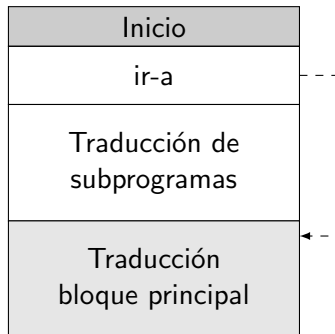 Inicio
ir-a
Traducción de
subprogramas
Traducción
bloque principal